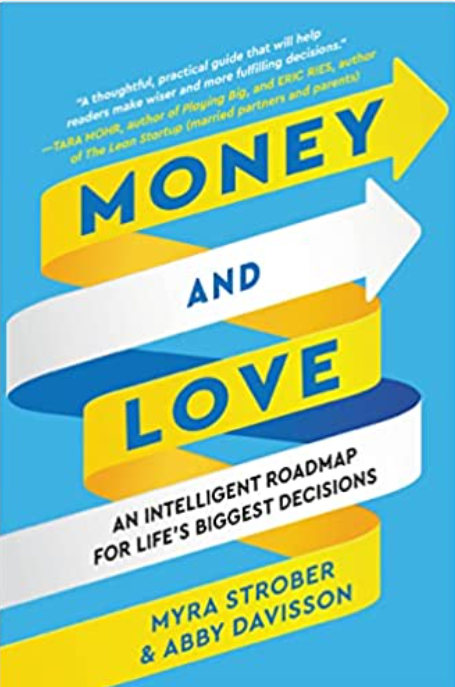 "A thoughtful, practical guide that will help
readers make wiser and more fulfilling decisions."
—TARA MOHR, author of Playing Big, and ERIC RIES, author
of The Lean Startup (married partners and parents)
MONEY
AND
LOVE
AN INTELLIGENT ROADMAP
FOR LIFE'S BIGGEST DECISIONS
MYRA STROBER
& ABBY DAVISSON